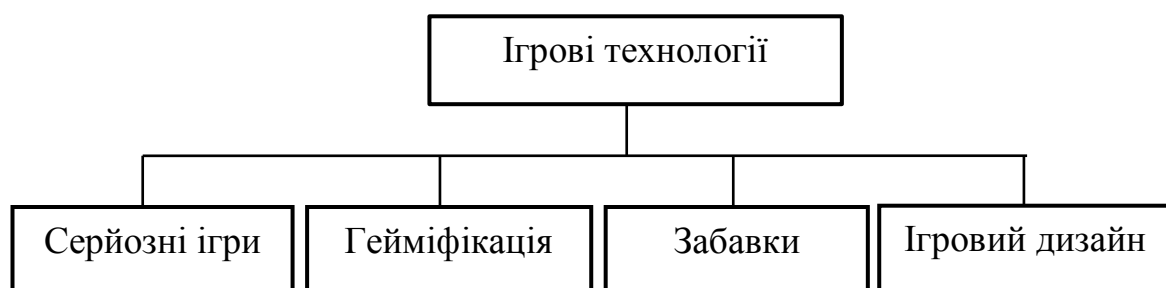 Ігрові технології
Серйозні ігри
Гейміфікація
Забавки
Ігровий дизайн